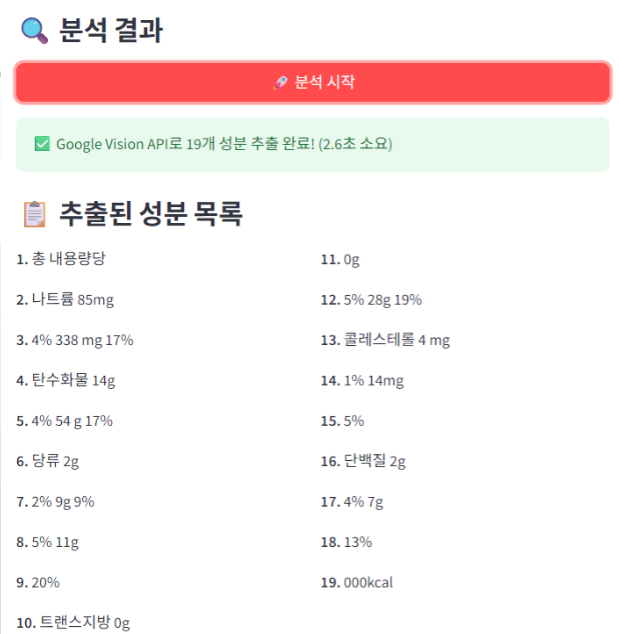 분석 결과
분석 시작
Google Vision API로 19개 성분 추출 완료! (2.6초 소요)
추출된 성분 목록
1. 총 내용량당
2. 나트륨 85mg
3. 4% 338 mg 17%
4. 탄수화물 14g
5. 4% 54 g 17%
6. 당류 2g
7. 2% 9g 9%
8. 5% 11g
9. 20%
10. 트랜스지방 0g
11. 0g
12. 5% 28g 19%
13. 콜레스테롤 4 mg
14. 1% 14mg
15. 5%
16. 단백질 2g
17. 4% 7g
18. 13%
19. 000kcal